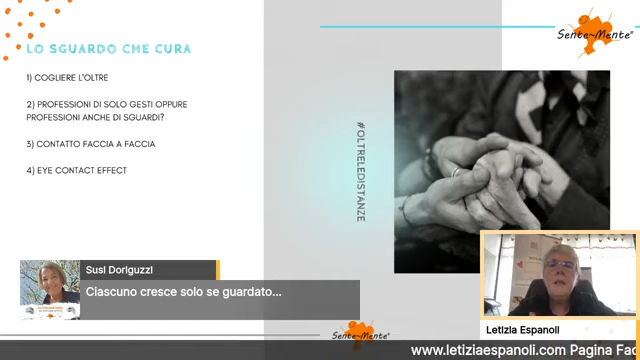 LO SGUARDO CHE CURA
1) COGLIERE L'OLTRE
2) PROFESSIONI DI SOLO GESTI OPPURE
PROFESSIONI ANCHE DI SGUARDI?
3) CONTATTO FACCIA A FACCIA
4) EYE CONTACT EFFECT
#OLTRELEDISTANZE
Sente~Mente®
Susi Doriguzzi
Ciascuno cresce solo se guardato...
Letizia Espanoli
Sente~Mente®
www.letiziaespanoli.com Pagina Fac